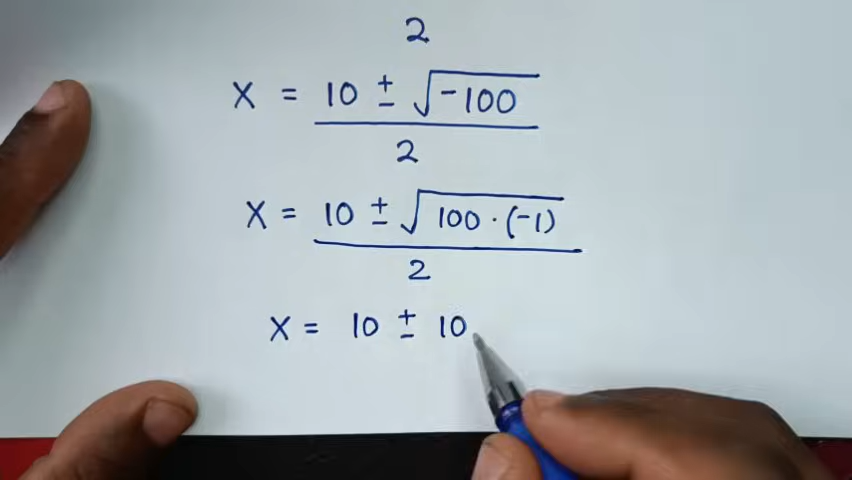 2
X = 10 ± √-100
2
X = 10 ± √100 · (-1)
2
X = 10 ± 10